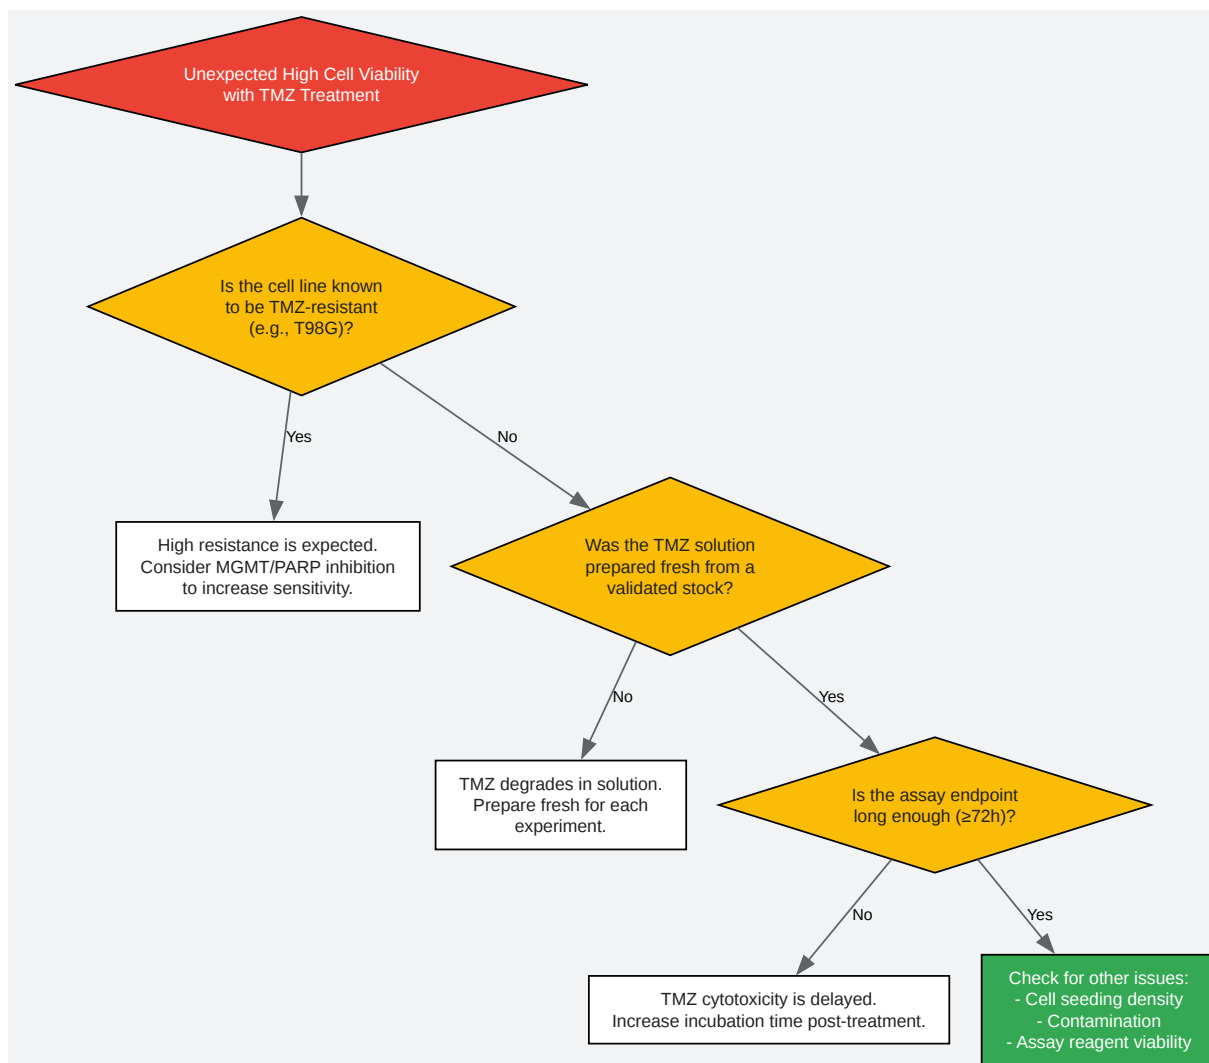 Unexpected High Cell Viability
with TMZ Treatment
Is the cell line known
to be TMZ-resistant
(e.g., T98G)?
Yes
No
High resistance is expected.
Consider MGMT/PARP inhibition
to increase sensitivity.
Was the TMZ solution
prepared fresh from a
validated stock?
No
Yes
TMZ degrades in solution.
Prepare fresh for each
experiment.
Is the assay endpoint
long enough (≥72h)?
No
Yes
TMZ cytotoxicity is delayed.
Increase incubation time post-treatment.
Check for other issues:
- Cell seeding density
- Contamination
- Assay reagent viability